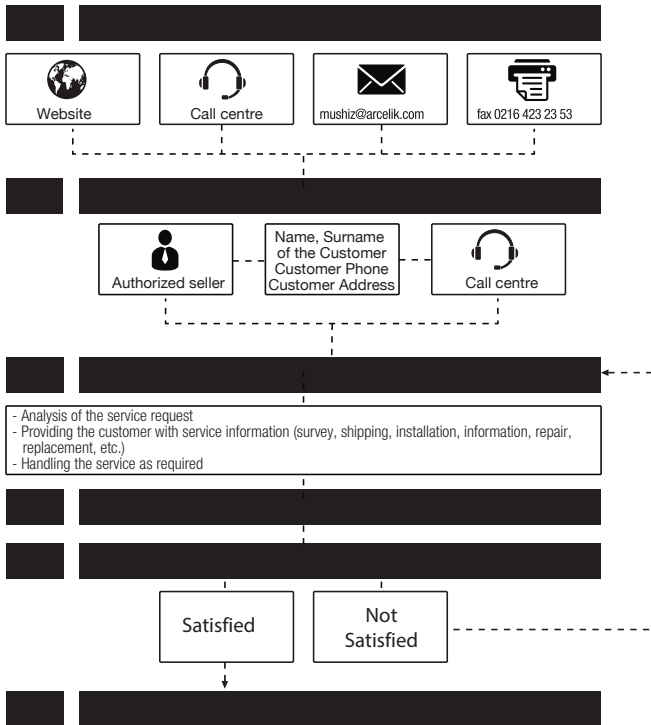 Website
Call centre
mushiz@arcelik.com
fax 0216 423 23 53
Authorized seller
Name, Surname
of the Customer
Customer Phone
Customer Address
Call centre
- Analysis of the service request
- Providing the customer with service information (survey, shipping, installation, information, repair,
replacement, etc.)
- Handling the service as required
Satisfied
Not
Satisfied